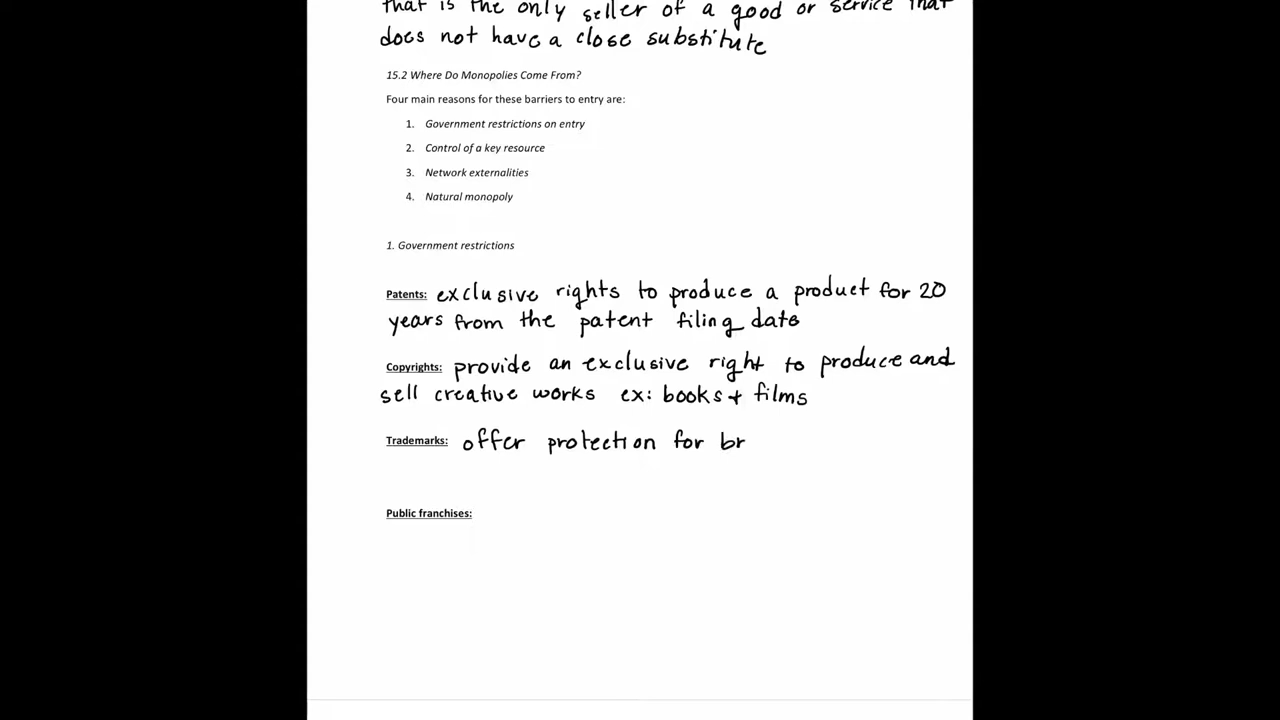 that is the only seller of a good or service that
does not have a close substitute
15.2 Where Do Monopolies Come From?
Four main reasons for these barriers to entry are:
1. Government restrictions on entry
2. Control of a key resource
3. Network externalities
4. Natural monopoly
1. Government restrictions
Patents: exclusive rights to produce a product for 20
years from the patent filing date
Copyrights: provide an exclusive right to produce and
sell creative works ex: books + films
Trademarks: offer protection for br
Public franchises: